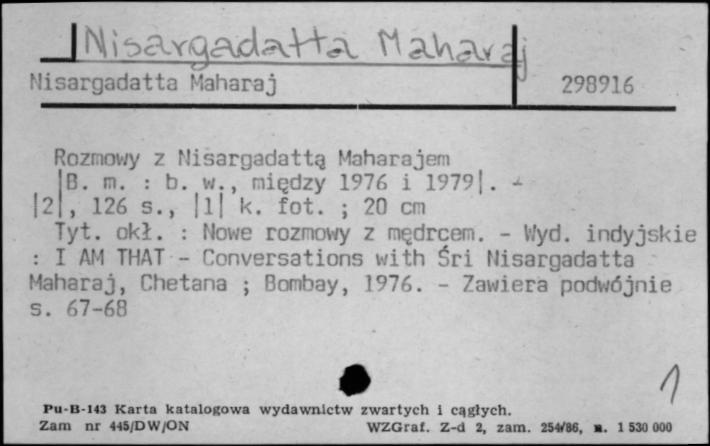 Nisargadatta Maharaj
Nisargadatta Maharaj 298916
Rozmowy z Nisargadattą Maharajem
|B. m. : b. w., między 1976 i 1979|. -
|2|, 126 s., |1| k. fot. ; 20 cm
Tyt. okł. : Nowe rozmowy z mędrcem. - Wyd. indyjskie
: I AM THAT - Conversations with Śri Nisargadatta
Maharaj, Chetana ; Bombay, 1976. - Zawiera podwójnie
s. 67-68
1
Pu-B-143 Karta katalogowa wydawnictw zwartych i cągłych.
Zam nr 445/DW/ON WZGraf. Z-d 2, zam. 254/86, n. 1 530 000